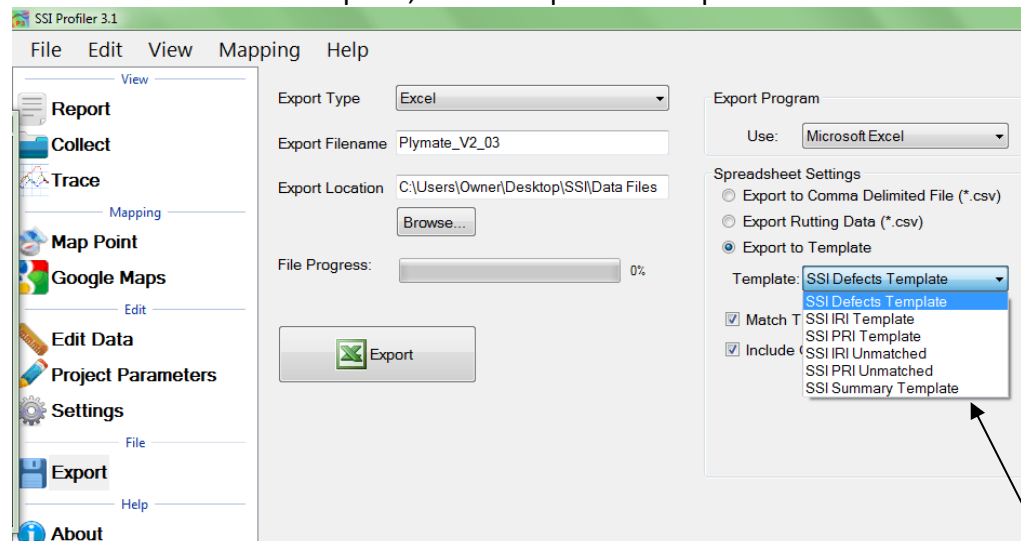 SSI Profiler 3.1
File Edit View Mapping Help
View
Report
Collect
Trace
Mapping
Map Point
Google Maps
Edit
Edit Data
Project Parameters
Settings
File
Export
Help
About
Export Type Excel
Export Filename Plymate_V2_03
Export Location C:\Users\Owner\Desktop\SSI\Data Files
Browse...
File Progress: 0%
Export
Export Program
Use: Microsoft Excel
Spreadsheet Settings
Export to Comma Delimited File (*.csv)
Export Rutting Data (*.csv)
Export to Template
Template: SSI Defects Template
SSI Defects Template
Match T
SSI IRI Template
SSI PRI Template
Include
SSI IRI Unmatched
SSI PRI Unmatched
SSI Summary Template